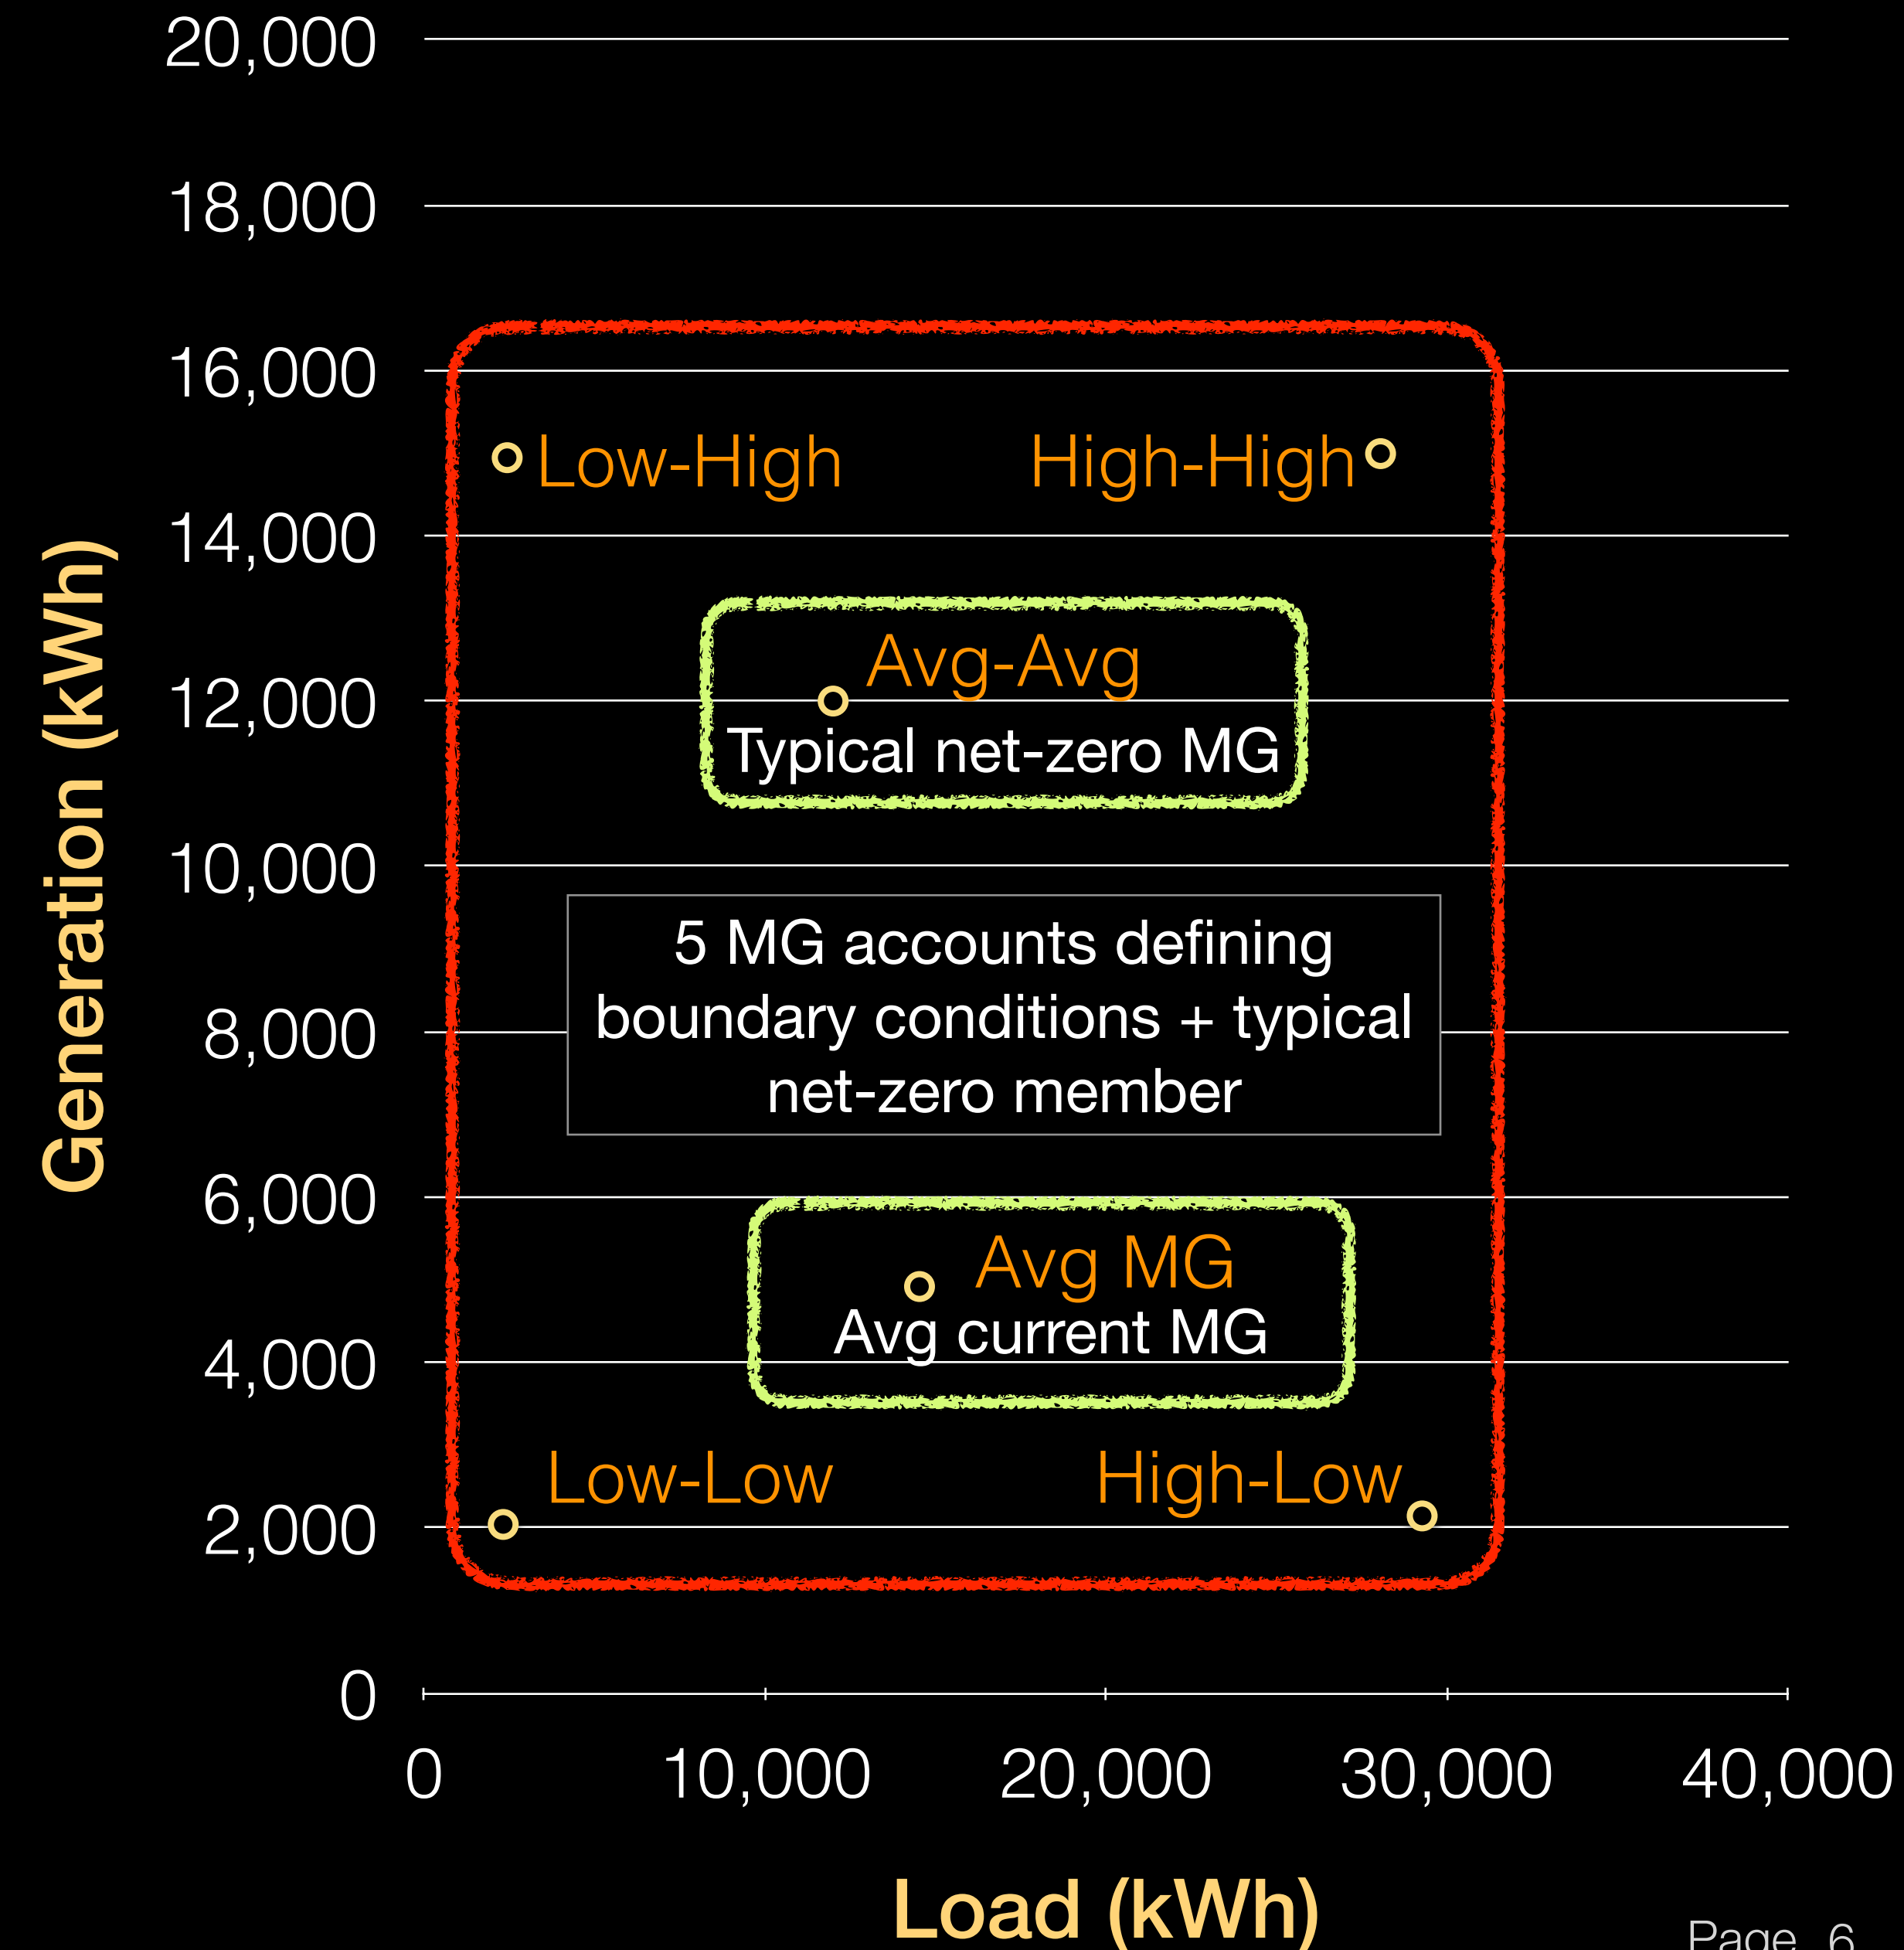 20,000
18,000
16,000
14,000
12,000
10,000
8,000
6,000
4,000
2,000
0
Generation (kWh)
Low-High
High-High
Avg-Avg
Typical net-zero MG
5 MG accounts defining
boundary conditions + typical
net-zero member
Avg MG
Avg current MG
Low-Low
High-Low
0
10,000
20,000
30,000
40,000
Load (kWh)
Page 6